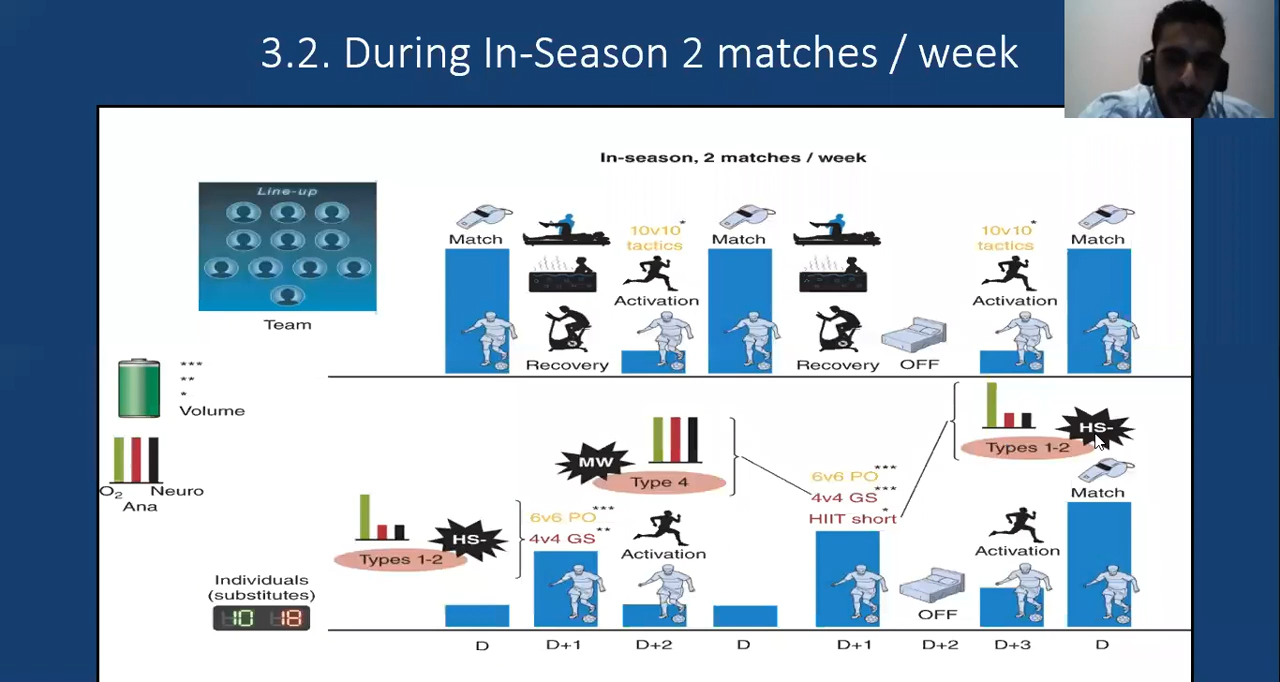 3.2. During In-Season 2 matches / week
In-season, 2 matches / week
Line-up
Team
Match
Recovery
10v10*
tactics
Activation
Match
Recovery
OFF
10v10*
tactics
Activation
Match
***
**
*
Volume
O2 Neuro
Ana
Types 1-2
HS-
6v6 PO***
4v4 GS**
MW
Type 4
Activation
6v6 PO***
4v4 GS***
HIIT short*
OFF
Types 1-2
HS-
Activation
Match
Individuals
(substitutes)
10 18
D D+1 D+2 D D+1 D+2 D+3 D